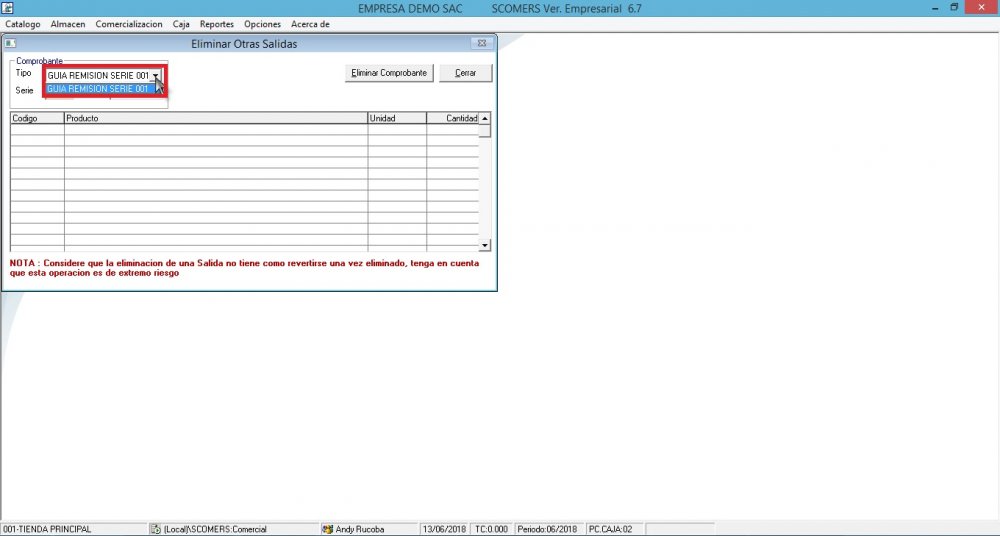 EMPRESA DEMO SAC SCOMERS Ver. Empresarial 6.7
Catalogo Almacen Comercializacion Caja Reportes Opciones Acerca de
Eliminar Otras Salidas
Comprobante
Tipo GUIA REMISION SERIE 001
GUIA REMISION SERIE 001
Serie
Eliminar Comprobante Cerrar
Codigo Producto Unidad Cantidad
NOTA : Considere que la eliminacion de una Salida no tiene como revertirse una vez eliminado, tenga en cuenta
que esta operacion es de extremo riesgo
001-TIENDA PRINCIPAL (Local)\SCOMERS:Comercial Andy Rucoba 13/06/2018 TC:0.000 Periodo:06/2018 PC.CAJA:02